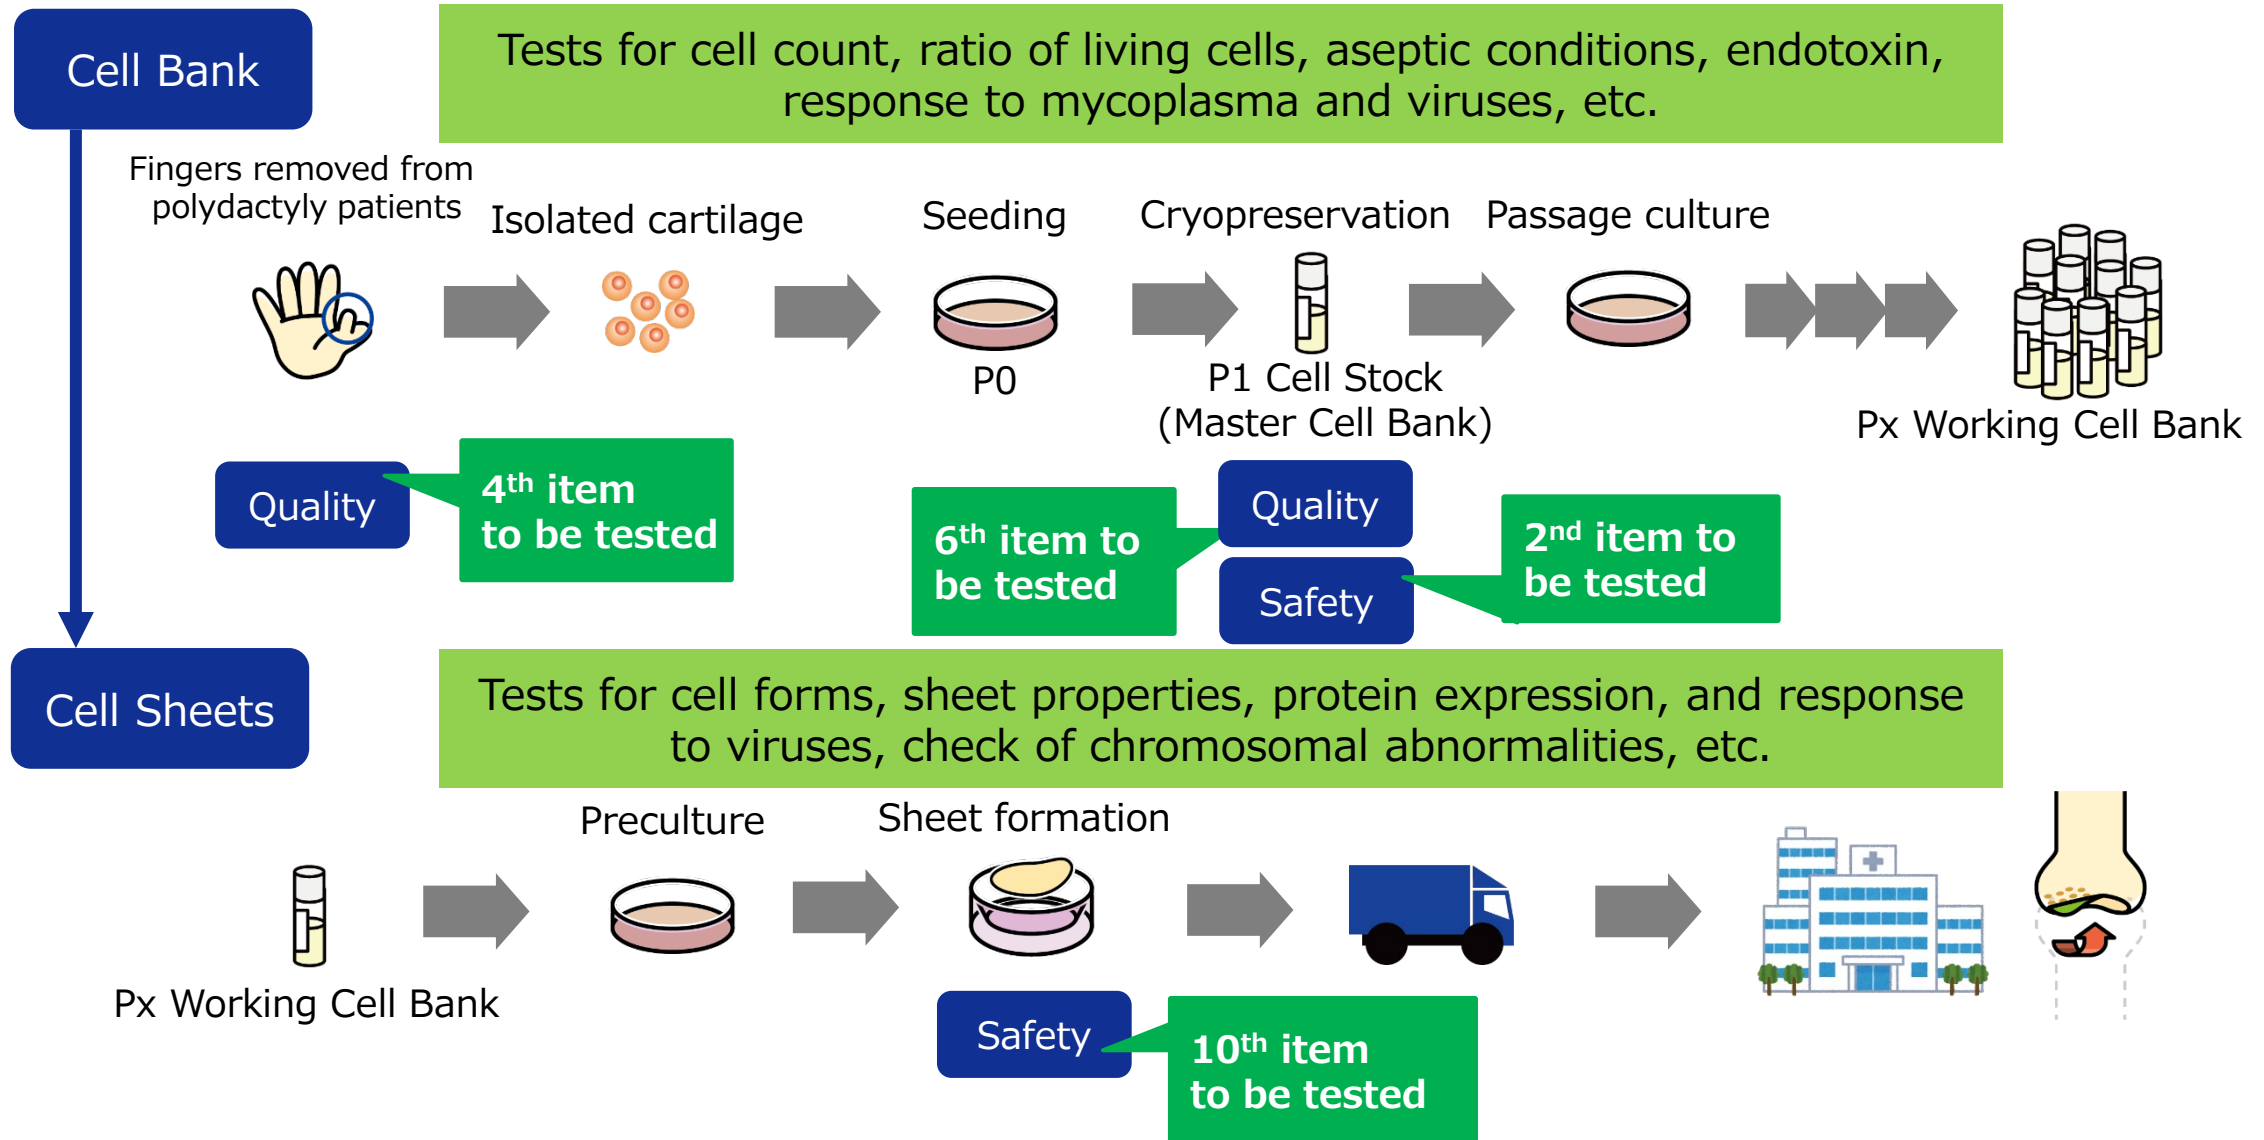 Cell Bank
Tests for cell count, ratio of living cells, aseptic conditions, endotoxin,
response to mycoplasma and viruses, etc.
Fingers removed from
polydactyly patients
Isolated cartilage
Seeding
Cryopreservation
Passage culture
P0
P1 Cell Stock
(Master Cell Bank)
Px Working Cell Bank
Quality
4th item
to be tested
6th item to
be tested
Quality
Safety
2nd item to
be tested
Cell Sheets
Tests for cell forms, sheet properties, protein expression, and response
to viruses, check of chromosomal abnormalities, etc.
Preculture
Sheet formation
Px Working Cell Bank
Safety
10th item
to be tested